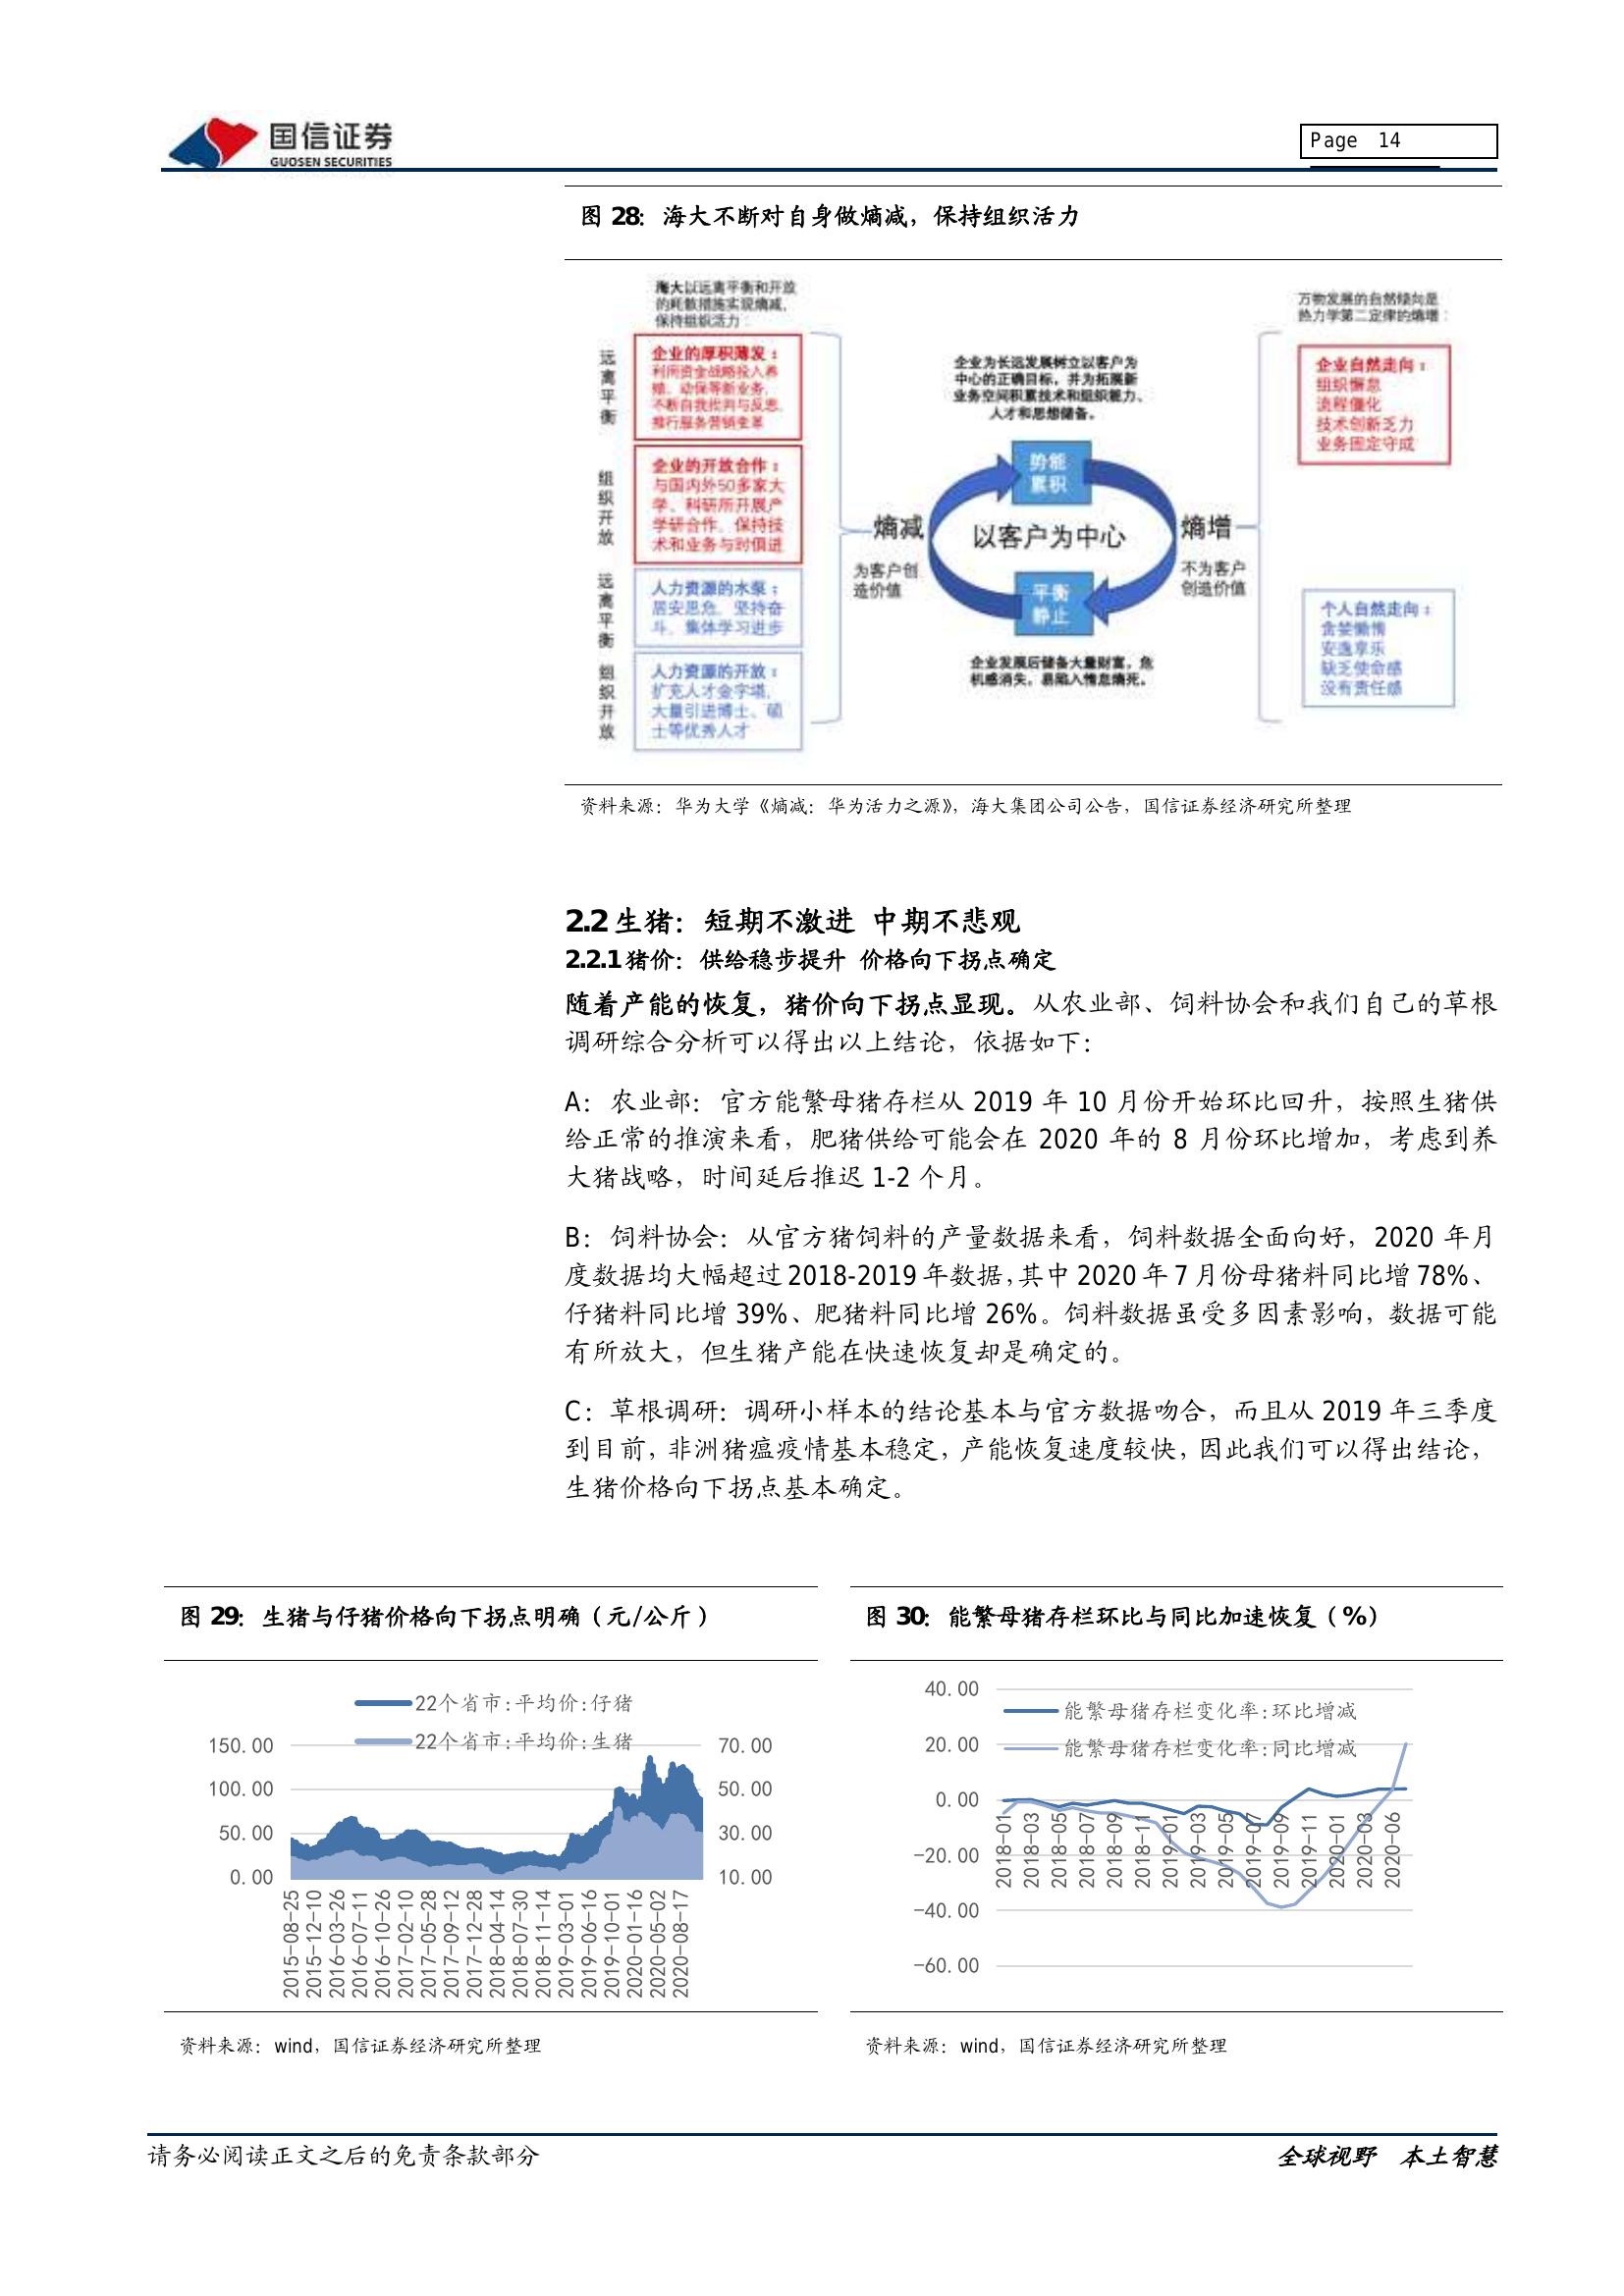 国信证券
GUOSEN SECURITIES
Page 14
图 28：海大不断对自身做熵减，保持组织活力
海大以远离平衡和开放
的耗散措施实现熵减，
保持组织活力：
远离平衡
企业的厚积薄发：
利用资金战略投入养
殖、动保等新业务，
不断自我批判与反思，
推行服务营销变革
组织开放
企业的开放合作：
与国内外50多家大
学、科研所开展产
学研合作、保持技
术和业务与时俱进
远离平衡
人力资源的水泵：
居安思危、坚持奋
斗、集体学习进步
组织开放
人力资源的开放：
扩充人才金字塔，
大量引进博士、硕
士等优秀人才
熵减
为客户创
造价值
企业为长远发展树立以客户为
中心的正确目标，并为拓展新
业务空间积累技术和组织能力、
人才和思想储备。
势能
累积
以客户为中心
平衡
静止
企业发展后储备大量财富，危
机感消失，易陷入惰怠熵死。
熵增
不为客户
创造价值
万物发展的自然倾向是
热力学第二定律的熵增：
企业自然走向：
组织懈怠
流程僵化
技术创新乏力
业务固定守成
个人自然走向：
贪婪懒惰
安逸享乐
缺乏使命感
没有责任感
资料来源：华为大学《熵减：华为活力之源》，海大集团公司公告，国信证券经济研究所整理
2.2 生猪：短期不激进 中期不悲观
2.2.1 猪价：供给稳步提升 价格向下拐点确定
随着产能的恢复，猪价向下拐点显现。从农业部、饲料协会和我们自己的草根
调研综合分析可以得出以上结论，依据如下：
A：农业部：官方能繁母猪存栏从 2019 年 10 月份开始环比回升，按照生猪供
给正常的推演来看，肥猪供给可能会在 2020 年的 8 月份环比增加，考虑到养
大猪战略，时间延后推迟 1-2 个月。
B：饲料协会：从官方猪饲料的产量数据来看，饲料数据全面向好，2020 年月
度数据均大幅超过 2018-2019 年数据，其中 2020 年 7 月份母猪料同比增 78%、
仔猪料同比增 39%、肥猪料同比增 26%。饲料数据虽受多因素影响，数据可能
有所放大，但生猪产能在快速恢复却是确定的。
C：草根调研：调研小样本的结论基本与官方数据吻合，而且从 2019 年三季度
到目前，非洲猪瘟疫情基本稳定，产能恢复速度较快，因此我们可以得出结论，
生猪价格向下拐点基本确定。
图 29：生猪与仔猪价格向下拐点明确（元/公斤）
22个省市:平均价:仔猪
22个省市:平均价:生猪
150.00
100.00
50.00
0.00
70.00
50.00
30.00
10.00
2015-08-25
2015-12-10
2016-03-26
2016-07-11
2016-10-26
2017-02-10
2017-05-28
2017-09-12
2017-12-28
2018-04-14
2018-07-30
2018-11-14
2019-03-01
2019-06-16
2019-10-01
2020-01-16
2020-05-02
2020-08-17
资料来源：wind，国信证券经济研究所整理
图 30：能繁母猪存栏环比与同比加速恢复（%）
能繁母猪存栏变化率:环比增减
能繁母猪存栏变化率:同比增减
40.00
20.00
0.00
-20.00
-40.00
-60.00
2018-01
2018-03
2018-05
2018-07
2018-09
2018-11
2019-01
2019-03
2019-05
2019-07
2019-09
2019-11
2020-01
2020-03
2020-06
资料来源：wind，国信证券经济研究所整理
请务必阅读正文之后的免责条款部分
全球视野 本土智慧